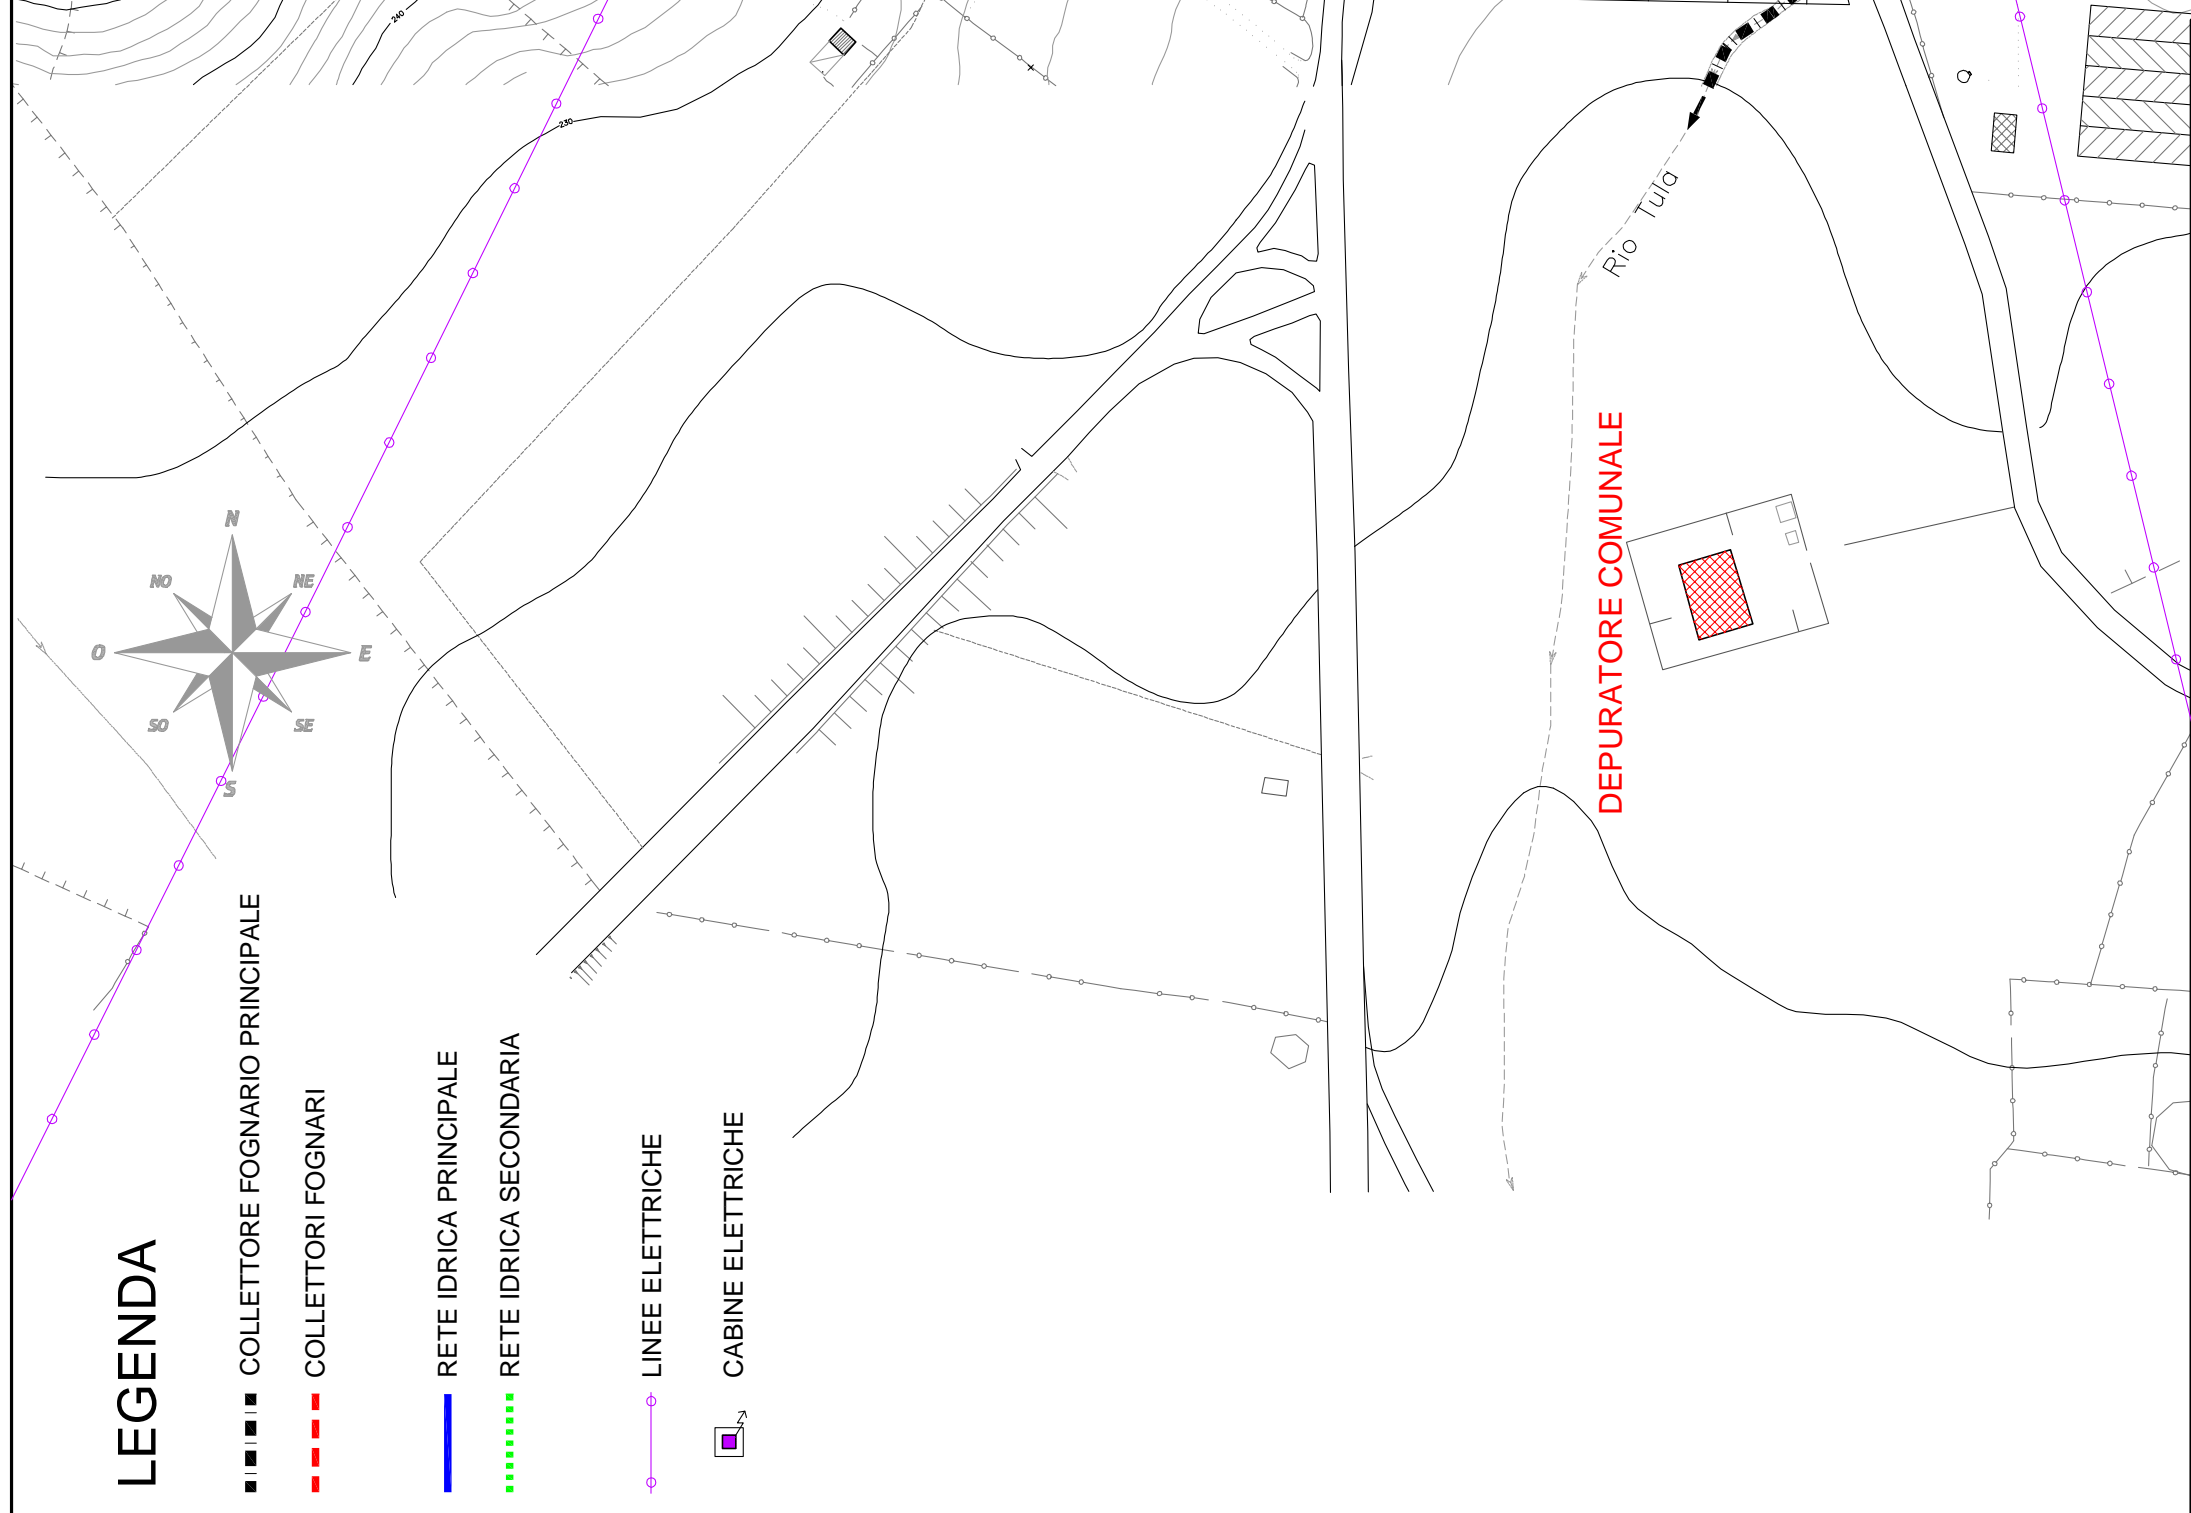 240
230
Rio Tula
DEPURATORE COMUNALE
N
NO
NE
O
E
SO
SE
S
LEGENDA
COLLETTORE FOGNARIO PRINCIPALE
COLLETTORI FOGNARI
RETE IDRICA PRINCIPALE
RETE IDRICA SECONDARIA
LINEE ELETTRICHE
CABINE ELETTRICHE